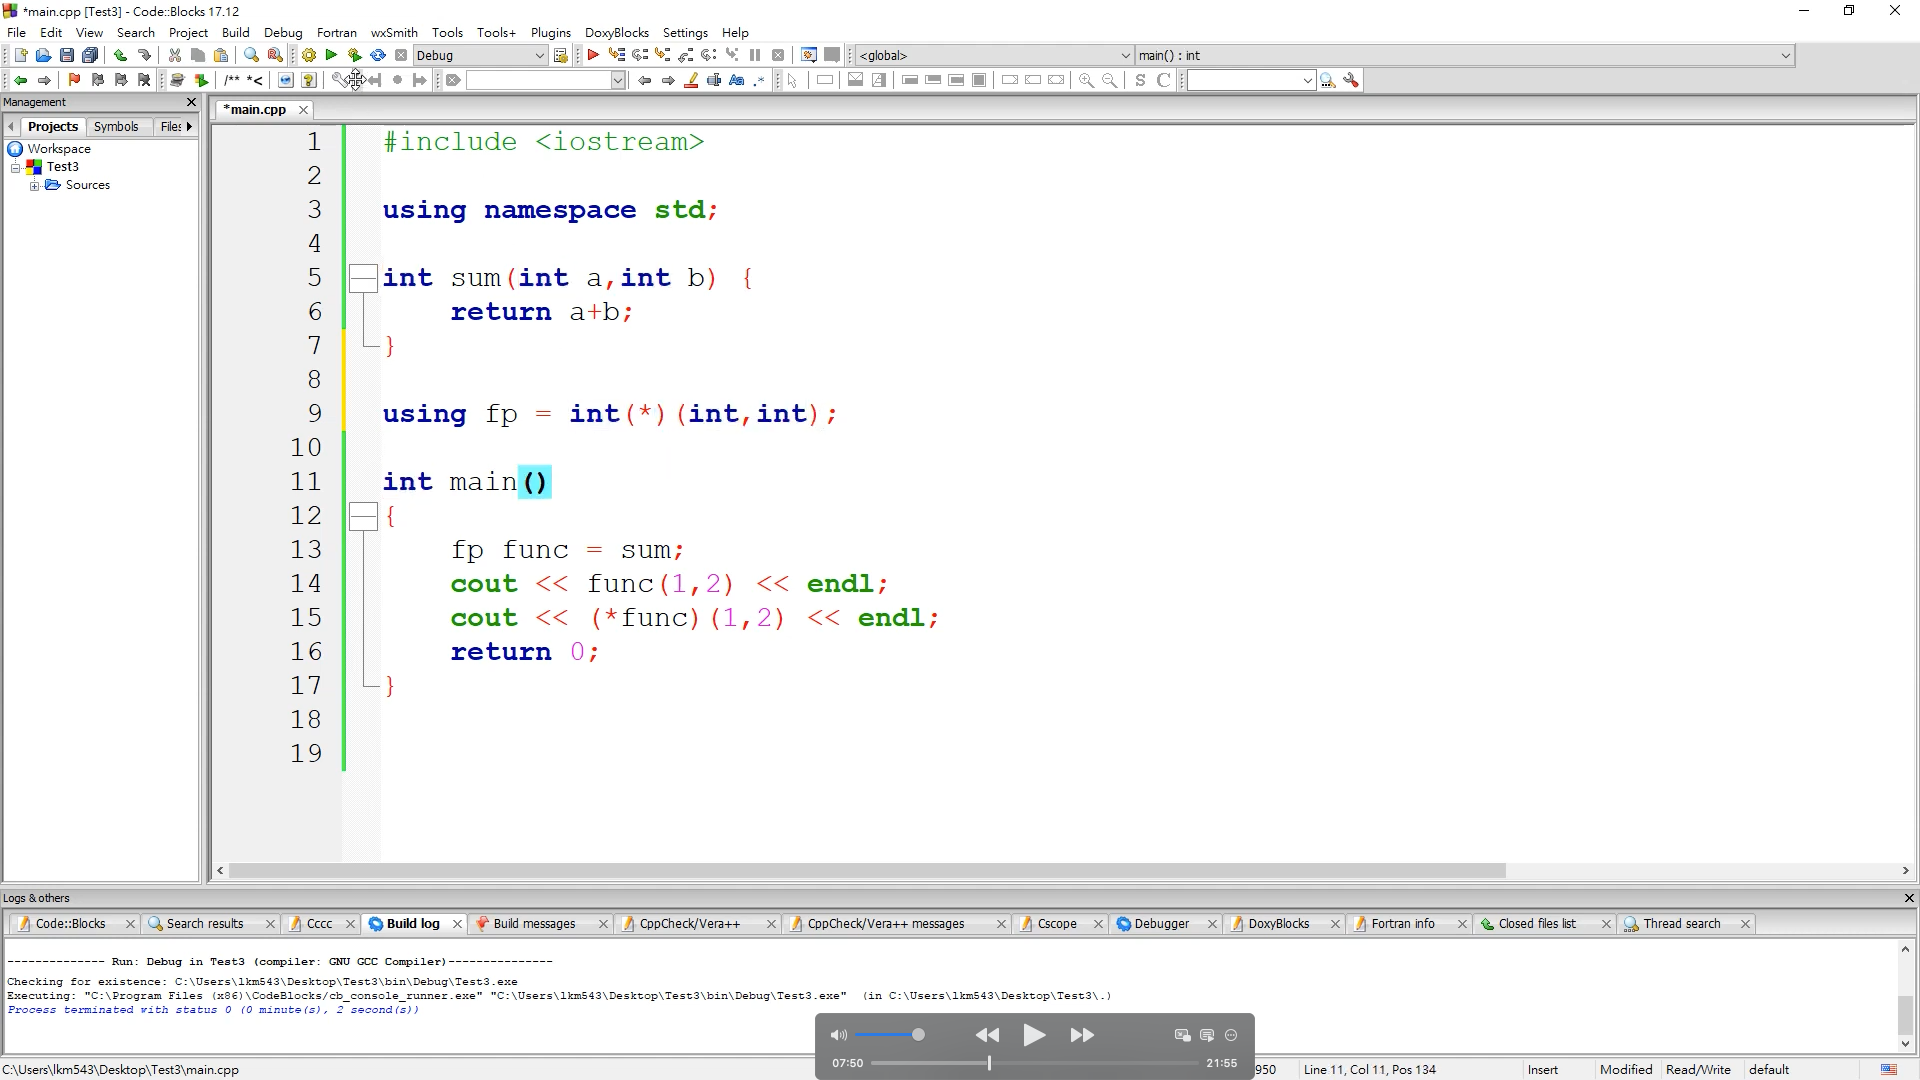 *main.cpp [Test3] - Code::Blocks 17.12
File Edit View Search Project Build Debug Fortran wxSmith Tools Tools+ Plugins DoxyBlocks Settings Help
Debug <global> main() : int
/** *< Aa .* S C
Management
*main.cpp
Projects Symbols Files
Workspace
Test3
Sources
1 #include <iostream>
2
3 using namespace std;
4
5 int sum(int a,int b) {
6 return a+b;
7 }
8
9 using fp = int(*)(int,int);
10
11 int main()
12 {
13 fp func = sum;
14 cout << func(1,2) << endl;
15 cout << (*func)(1,2) << endl;
16 return 0;
17 }
18
19
Logs & others
Code::Blocks Search results Cccc Build log Build messages CppCheck/Vera++ CppCheck/Vera++ messages Cscope Debugger DoxyBlocks Fortran info Closed files list Thread search
-------------- Run: Debug in Test3 (compiler: GNU GCC Compiler)---------------
Checking for existence: C:\Users\lkm543\Desktop\Test3\bin\Debug\Test3.exe
Executing: "C:\Program Files (x86)\CodeBlocks/cb_console_runner.exe" "C:\Users\lkm543\Desktop\Test3\bin\Debug\Test3.exe" (in C:\Users\lkm543\Desktop\Test3\.)
Process terminated with status 0 (0 minute(s), 2 second(s))
07:50 21:55
C:\Users\lkm543\Desktop\Test3\main.cpp 950 Line 11, Col 11, Pos 134 Insert Modified Read/Write default